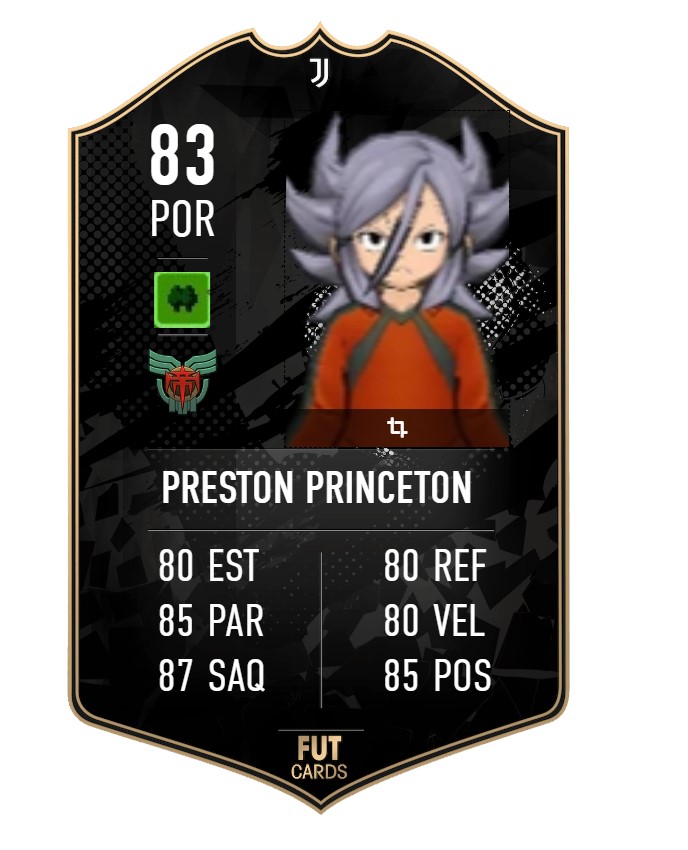 83
POR
PRESTON PRINCETON
80 EST
80 REF
85 PAR
80 VEL
87 SAQ
85 POS
FUT
CARDS